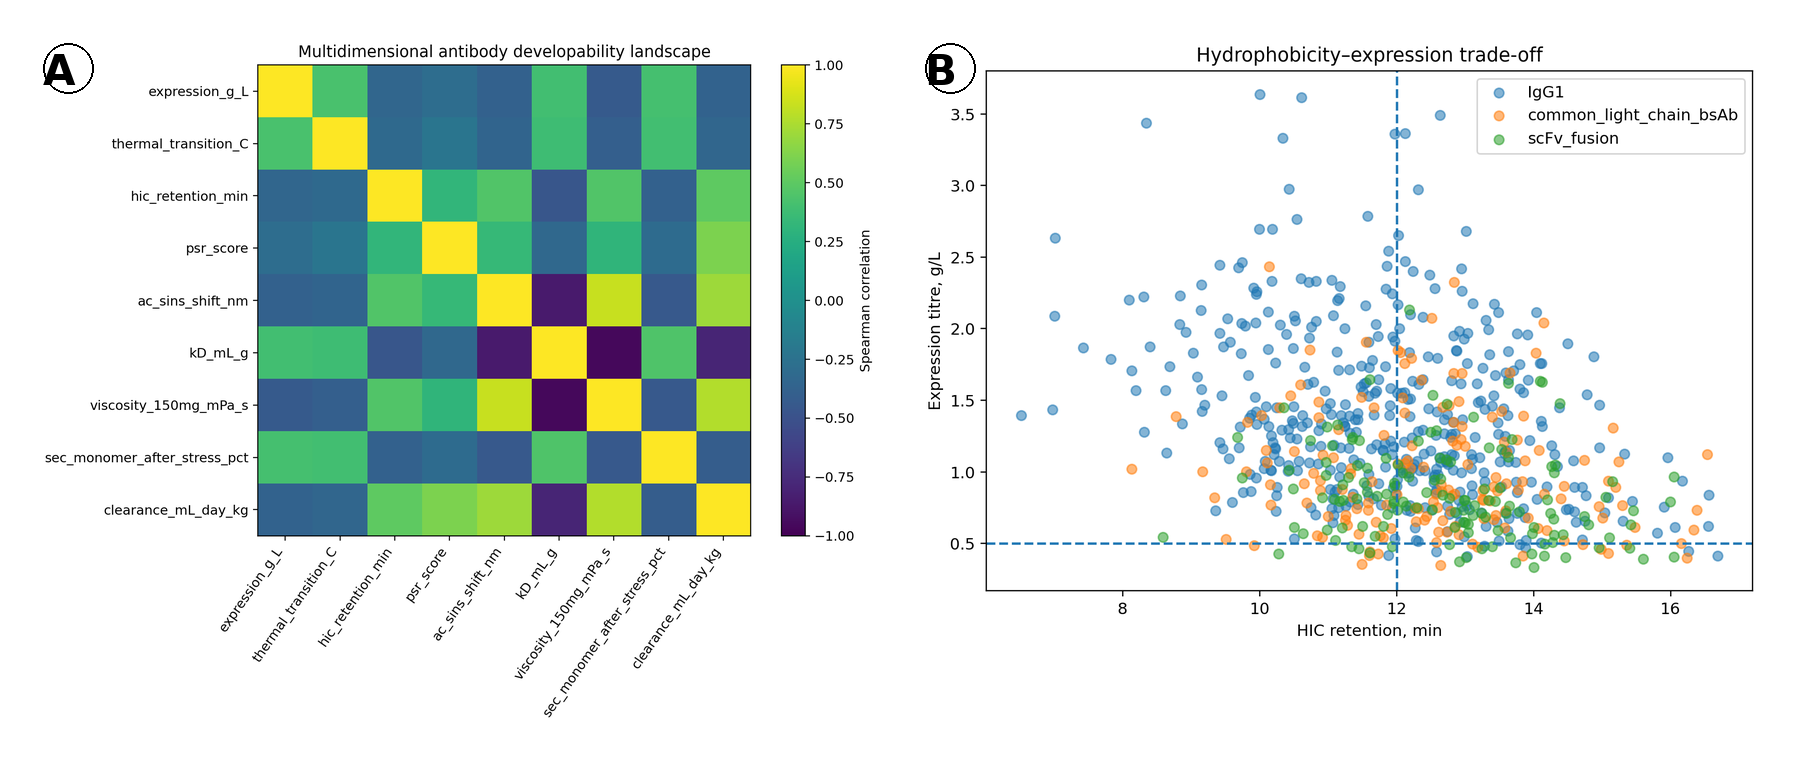 A
Multidimensional antibody developability landscape
expression_g_L
thermal_transition_C
hic_retention_min
psr_score
ac_sins_shift_nm
kD_mL_g
viscosity_150mg_mPa_s
sec_monomer_after_stress_pct
clearance_mL_day_kg
expression_g_L
thermal_transition_C
hic_retention_min
psr_score
ac_sins_shift_nm
kD_mL_g
viscosity_150mg_mPa_s
sec_monomer_after_stress_pct
clearance_mL_day_kg
1.00
0.75
0.50
0.25
0.00
−0.25
−0.50
−0.75
−1.00
Spearman correlation
B
Hydrophobicity–expression trade-off
IgG1
common_light_chain_bsAb
scFv_fusion
3.5
3.0
2.5
2.0
1.5
1.0
0.5
Expression titre, g/L
8
10
12
14
16
HIC retention, min